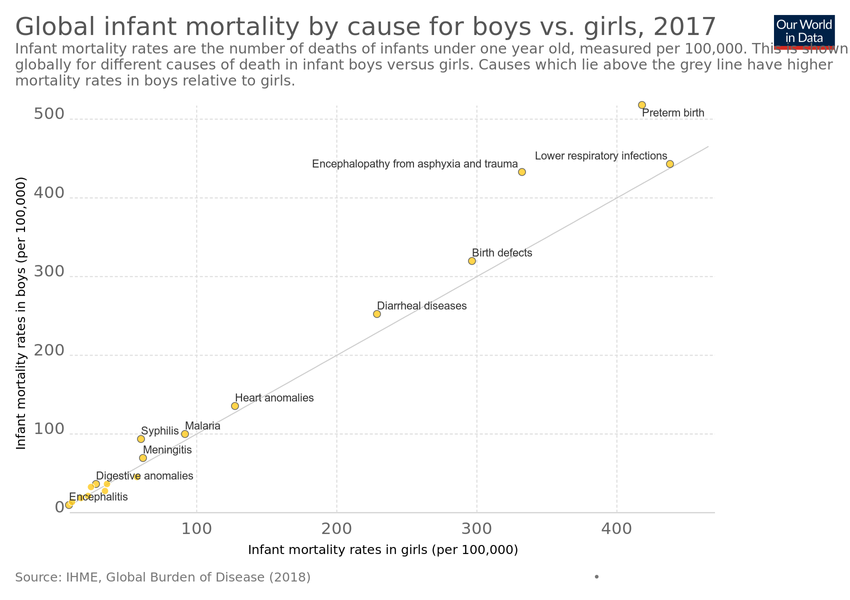 Global infant mortality by cause for boys vs. girls, 2017
Our World
in Data
Infant mortality rates are the number of deaths of infants under one year old, measured per 100,000. This is shown
globally for different causes of death in infant boys versus girls. Causes which lie above the grey line have higher
mortality rates in boys relative to girls.
500
Preterm birth
Lower respiratory infections
Encephalopathy from asphyxia and trauma
400
Birth defects
300
Diarrheal diseases
200
Heart anomalies
Malaria
Syphilis
100
Meningitis
Digestive anomalies
Encephalitis
0
100
200
300
400
Infant mortality rates in boys (per 100,000)
Infant mortality rates in girls (per 100,000)
Source: IHME, Global Burden of Disease (2018)
•